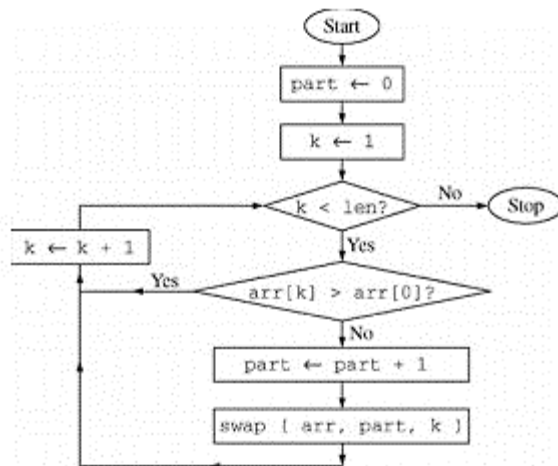 Start
part ← 0
k ← 1
k < len?
No
Stop
Yes
k ← k + 1
arr[k] > arr[0]?
Yes
No
part ← part + 1
swap ( arr, part, k )